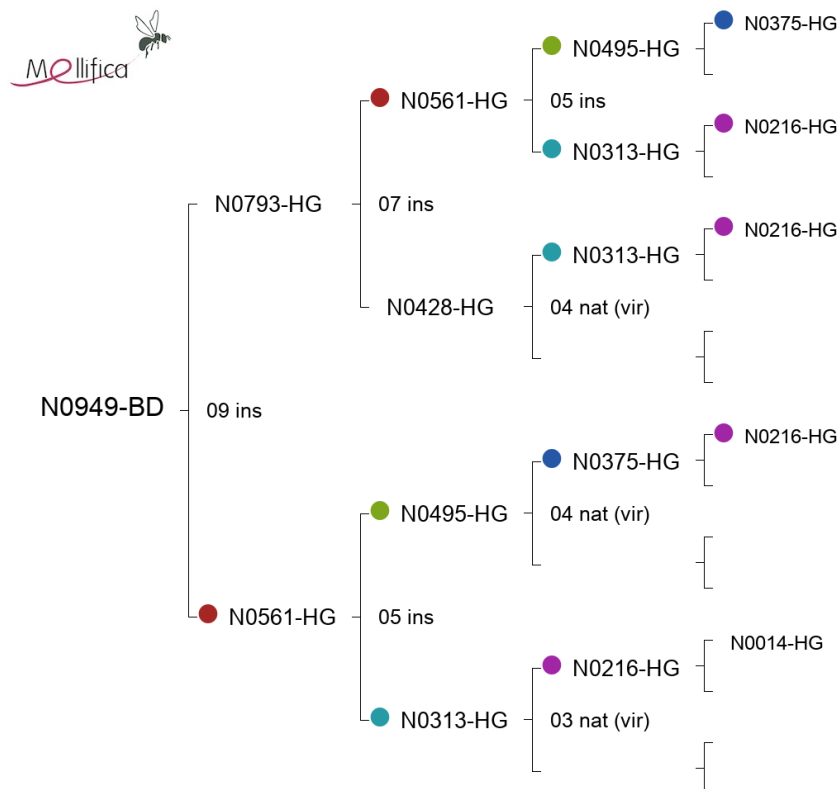 Mellifica
N0375-HG
N0495-HG
N0561-HG
05 ins
N0313-HG
N0216-HG
N0793-HG
07 ins
N0313-HG
N0216-HG
N0428-HG
04 nat (vir)
N0949-BD
09 ins
N0375-HG
N0216-HG
N0495-HG
04 nat (vir)
N0561-HG
05 ins
N0216-HG
N0014-HG
N0313-HG
03 nat (vir)